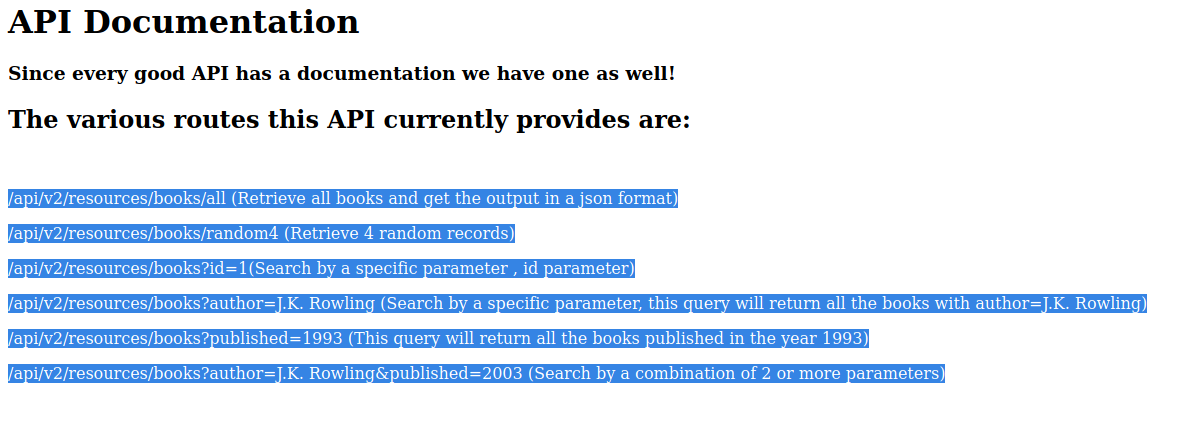 API Documentation
Since every good API has a documentation we have one as well!
The various routes this API currently provides are:
/api/v2/resources/books/all (Retrieve all books and get the output in a json format)
/api/v2/resources/books/random4 (Retrieve 4 random records)
/api/v2/resources/books?id=1(Search by a specific parameter , id parameter)
/api/v2/resources/books?author=J.K. Rowling (Search by a specific parameter, this query will return all the books with author=J.K. Rowling)
/api/v2/resources/books?published=1993 (This query will return all the books published in the year 1993)
/api/v2/resources/books?author=J.K. Rowling&published=2003 (Search by a combination of 2 or more parameters)